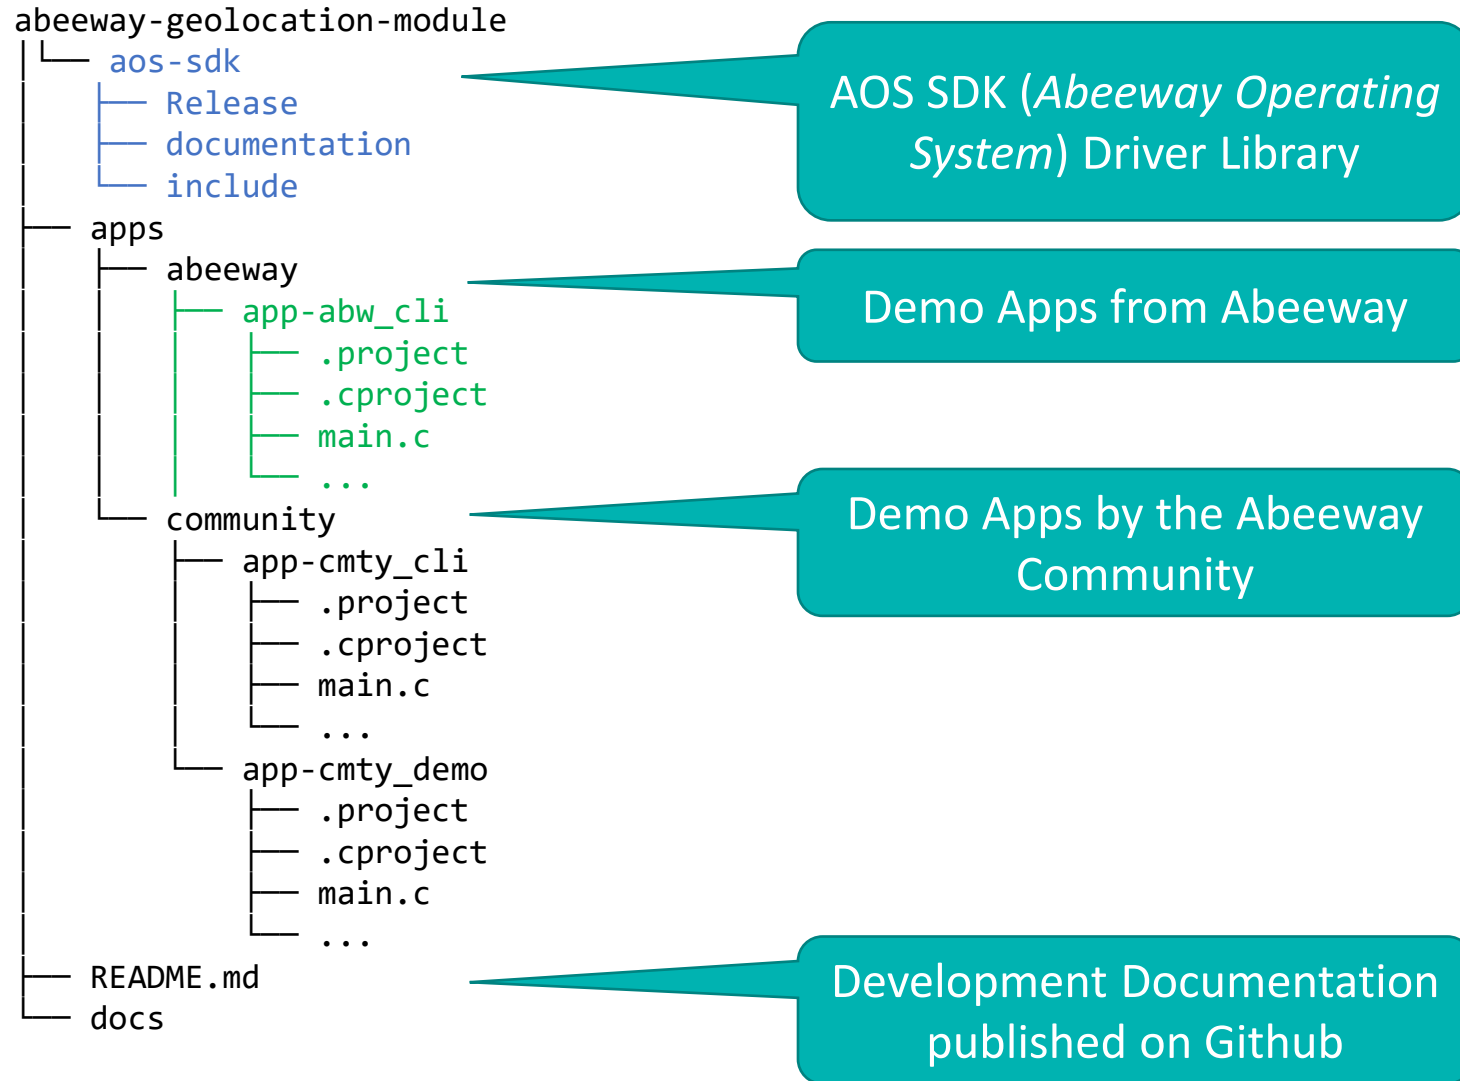 abeeway-geolocation-module
aos-sdk
Release
documentation
include
apps
abeeway
app-abw_cli
.project
.cproject
main.c
...
community
app-cmty_cli
.project
.cproject
main.c
...
app-cmty_demo
.project
.cproject
main.c
...
README.md
docs
AOS SDK (Abeeway Operating
System) Driver Library
Demo Apps from Abeeway
Demo Apps by the Abeeway
Community
Development Documentation
published on Github